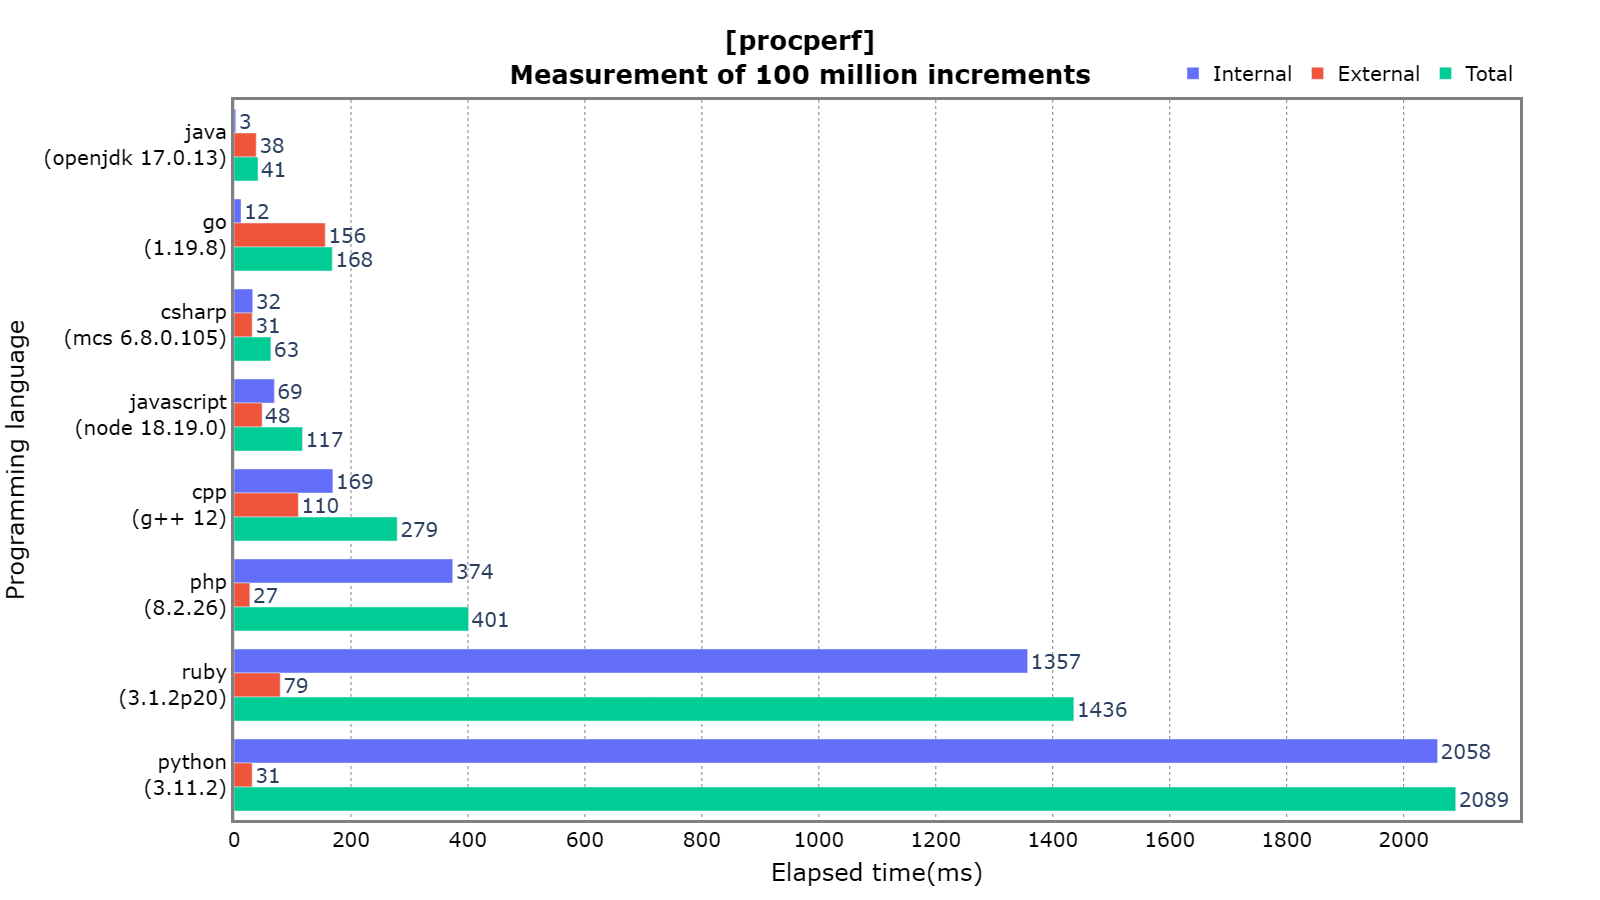 [procperf]
Measurement of 100 million increments
Internal External Total
Programming language
java
(openjdk 17.0.13)
3
38
41
go
(1.19.8)
12
156
168
csharp
(mcs 6.8.0.105)
32
31
63
javascript
(node 18.19.0)
69
48
117
cpp
(g++ 12)
169
110
279
php
(8.2.26)
374
27
401
ruby
(3.1.2p20)
1357
79
1436
python
(3.11.2)
2058
31
2089
0 200 400 600 800 1000 1200 1400 1600 1800 2000
Elapsed time(ms)